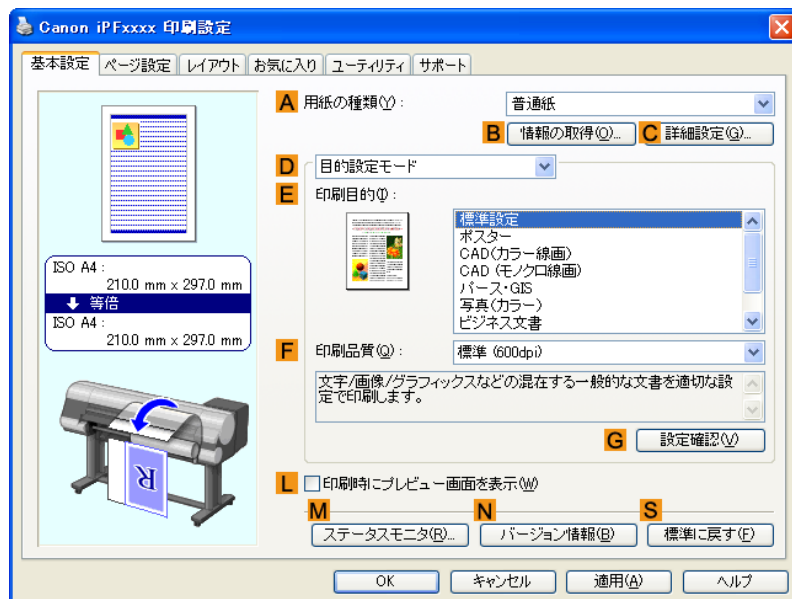 Canon iPFxxxx 印刷設定
基本設定 ページ設定 レイアウト お気に入り ユーティリティ サポート
A 用紙の種類(Y): 普通紙
B 情報の取得(O)... C 詳細設定(G)...
D 目的設定モード
E 印刷目的(I):
標準設定
ポスター
CAD(カラー線画)
CAD (モノクロ線画)
パース・GIS
写真(カラー)
ビジネス文書
ISO A4 :
210.0 mm x 297.0 mm
等倍
ISO A4 :
210.0 mm x 297.0 mm
F 印刷品質(Q): 標準 (600dpi)
文字/画像/グラフィックスなどの混在する一般的な文書を適切な設
定で印刷します。
G 設定確認(V)
R
L 印刷時にプレビュー画面を表示(W)
M N S
ステータスモニタ(R)... バージョン情報(B) 標準に戻す(F)
OK キャンセル 適用(A) ヘルプ